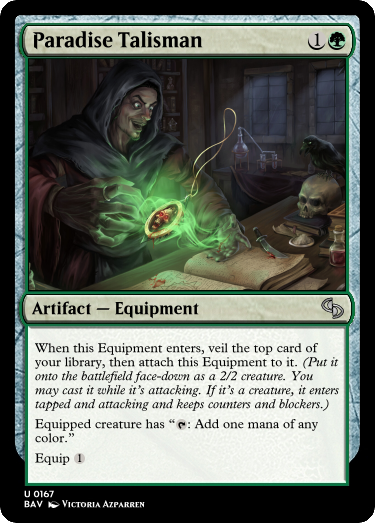 Paradise Talisman 1
Artifact — Equipment
When this Equipment enters, veil the top card of
your library, then attach this Equipment to it. (Put it
onto the battlefield face-down as a 2/2 creature. You
may cast it while it's attacking. If it's a creature, it enters
tapped and attacking and keeps counters and blockers.)
Equipped creature has “: Add one mana of any
color.”
Equip 1
U 0167
BAV VICTORIA AZPARREN